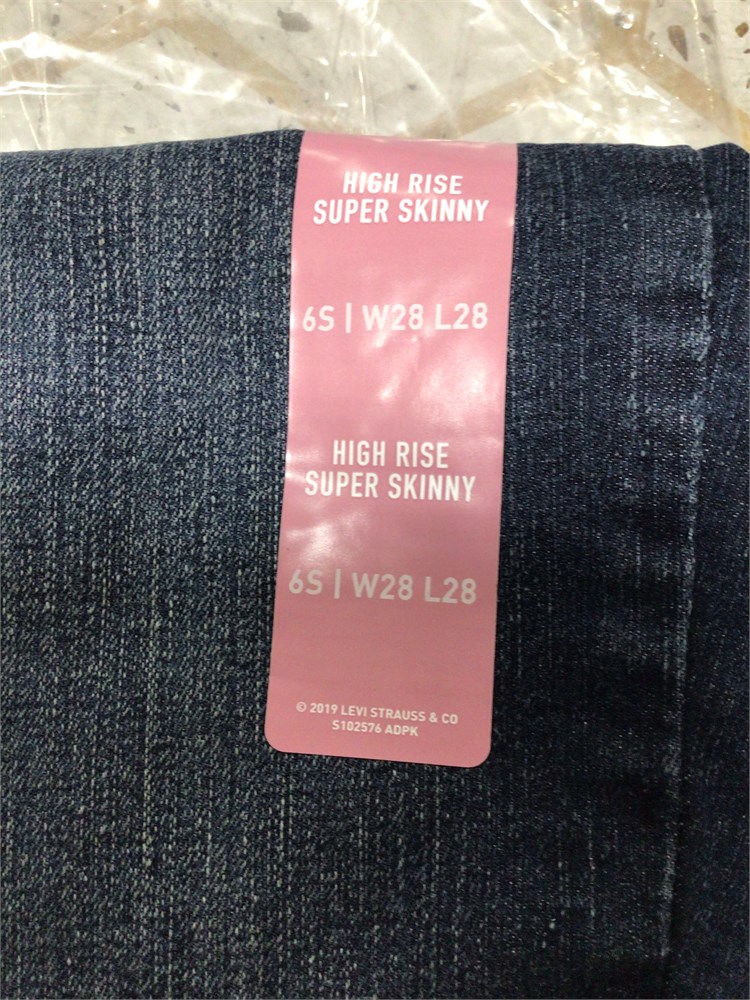 HIGH RISE
SUPER SKINNY
6S | W28 L28
HIGH RISE
SUPER SKINNY
6S | W28 L28
© 2019 LEVI STRAUSS & CO
S102576 ADPK